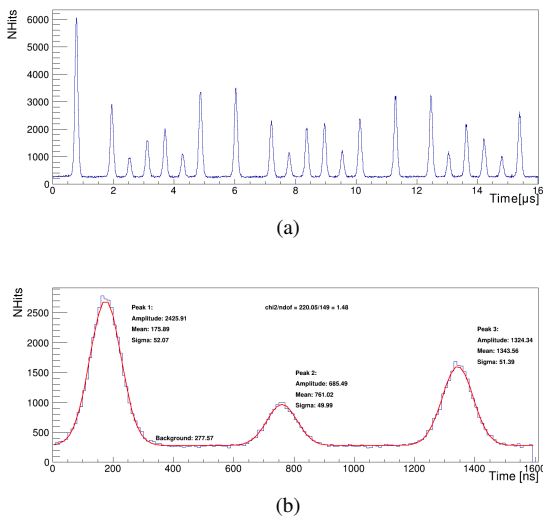 NHits
6000
5000
4000
3000
2000
1000
0
0 2 4 6 8 10 12 14 16
Time[µs]
(a)
NHits
2500
2000
1500
1000
500
0
Peak 1:
Amplitude: 2425.91
Mean: 175.89
Sigma: 52.07
chi2/ndof = 220.05/149 = 1.48
Peak 2:
Amplitude: 685.49
Mean: 761.02
Sigma: 49.99
Peak 3:
Amplitude: 1324.34
Mean: 1343.56
Sigma: 51.39
Background: 277.57
0 200 400 600 800 1000 1200 1400 1600
Time [ns]
(b)